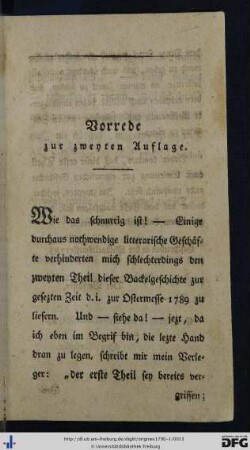 Vorrede
zur zweyten Auflage.
Wie das schnurrig ist! — Einige
durchaus nothwendige litterarische Geschäf-
te verhinderten mich schlechterdings den
zweyten Theil dieser Backelgeschichte zur
gesezten Zeit d. i. zur Ostermesse 1789 zu
liefern. Und — siehe da! — jezt, da
ich eben im Begrif bin, die lezte Hand
dran zu legen, schreibt mir mein Verle-
ger: „der erste Theil sey bereits ver-
grissen;
© Universitätsbibliothek Freiburg